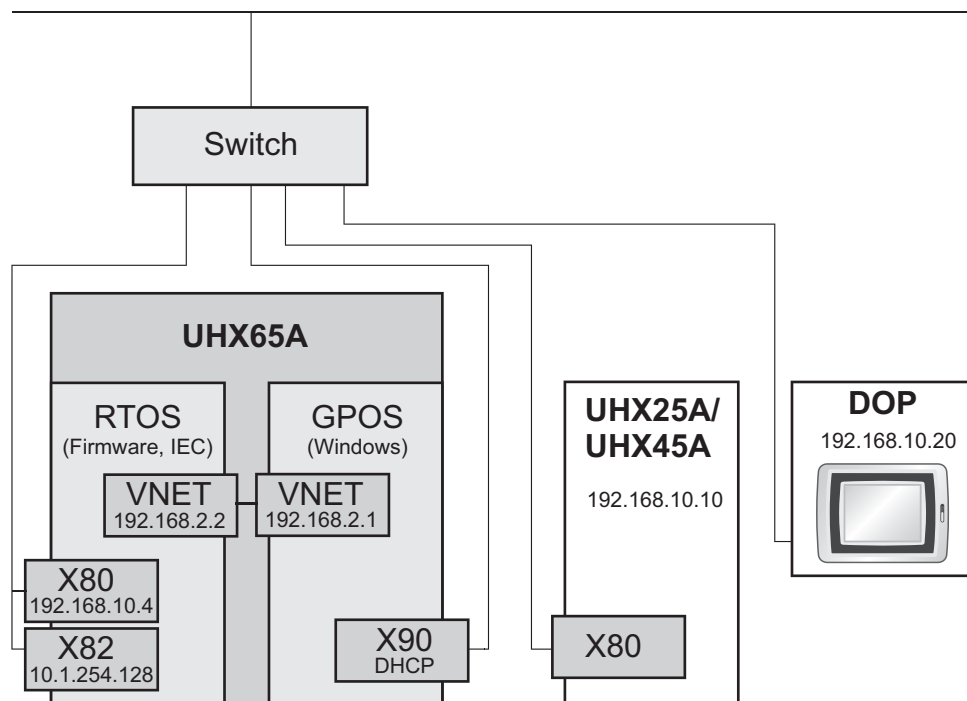 Switch
UHX65A
RTOS
(Firmware, IEC)
GPOS
(Windows)
VNET
192.168.2.2
VNET
192.168.2.1
X80
192.168.10.4
X82
10.1.254.128
X90
DHCP
UHX25A/
UHX45A
192.168.10.10
X80
DOP
192.168.10.20